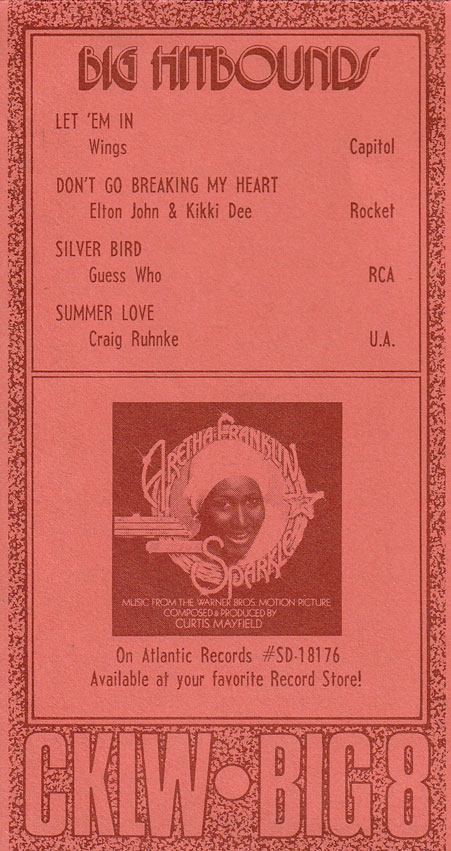 BIG HITBOUNDS
LET 'EM IN
Wings Capitol
DON'T GO BREAKING MY HEART
Elton John & Kikki Dee Rocket
SILVER BIRD
Guess Who RCA
SUMMER LOVE
Craig Ruhnke U.A.
ARETHA FRANKLIN
SPARKLE
MUSIC FROM THE WARNER BROS. MOTION PICTURE
COMPOSED & PRODUCED BY
CURTIS MAYFIELD
On Atlantic Records #SD-18176
Available at your favorite Record Store!
CKLW • BIG 8